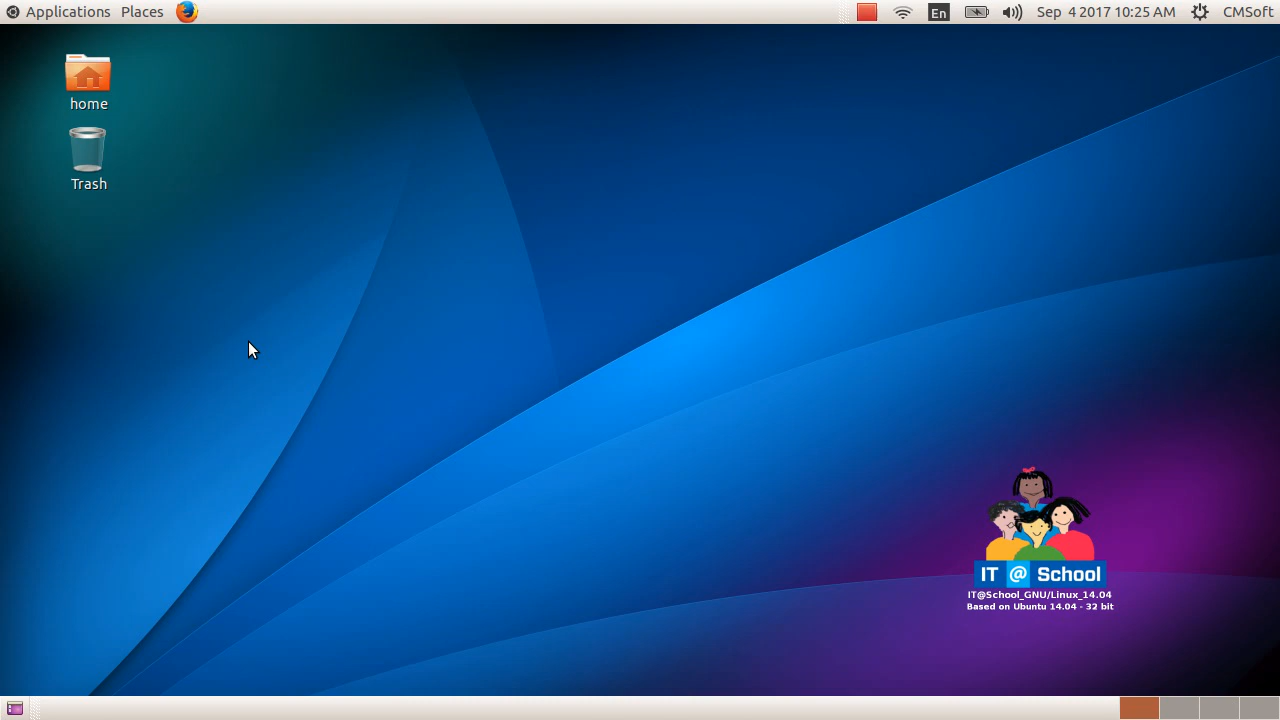 Applications Places En Sep 4 2017 10:25 AM CMSoft
home
Trash
IT @ School
IT@School_GNU/Linux_14.04
Based on Ubuntu 14.04 - 32 bit